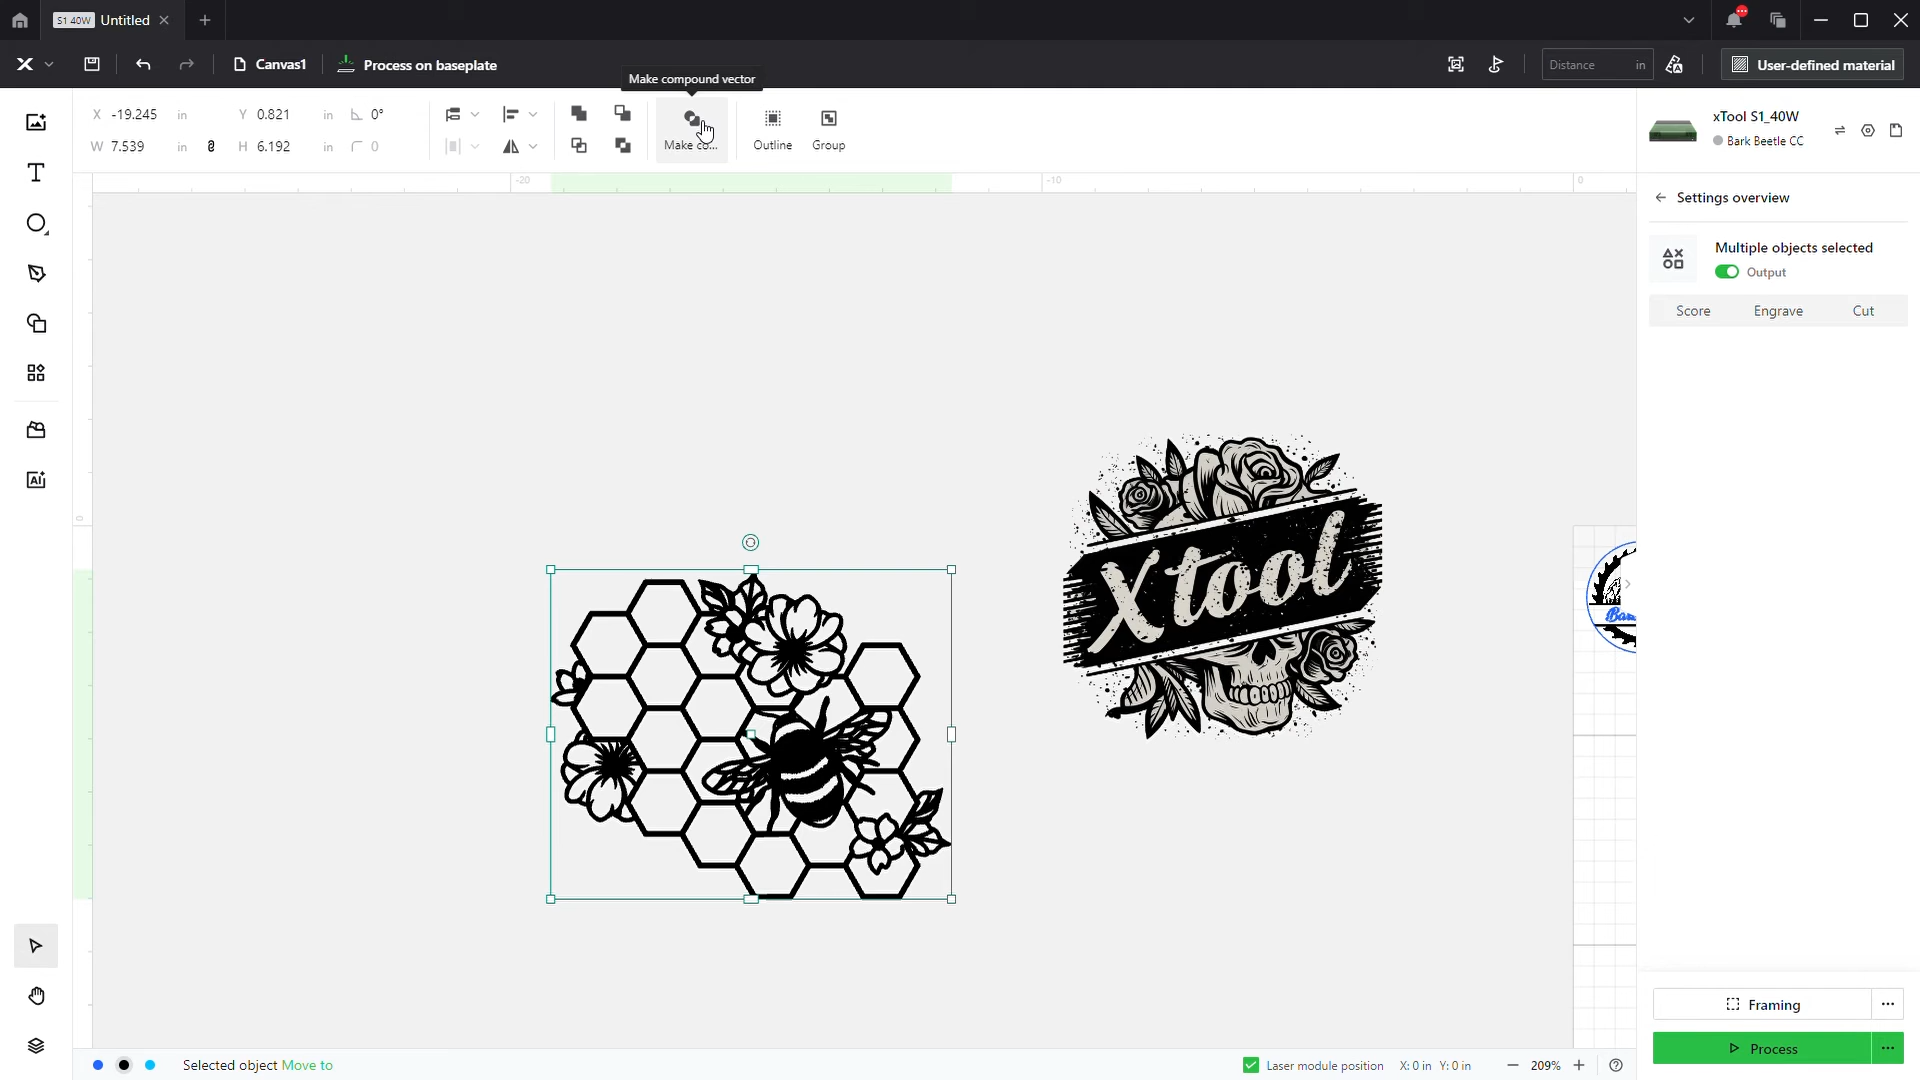 S1 40W Untitled
Canvas1
Process on baseplate
Make compound vector
Distance in
User-defined material
X -19.245 in Y 0.821 in 0°
W 7.539 in H 6.192 in 0
Make co...
Outline
Group
xTool S1_40W
Bark Beetle CC
-20
-10
0
Settings overview
Multiple objects selected
Output
Score
Engrave
Cut
0
Xtool
AI
Framing
Process
Selected object Move to
Laser module position X: 0 in Y: 0 in
209%